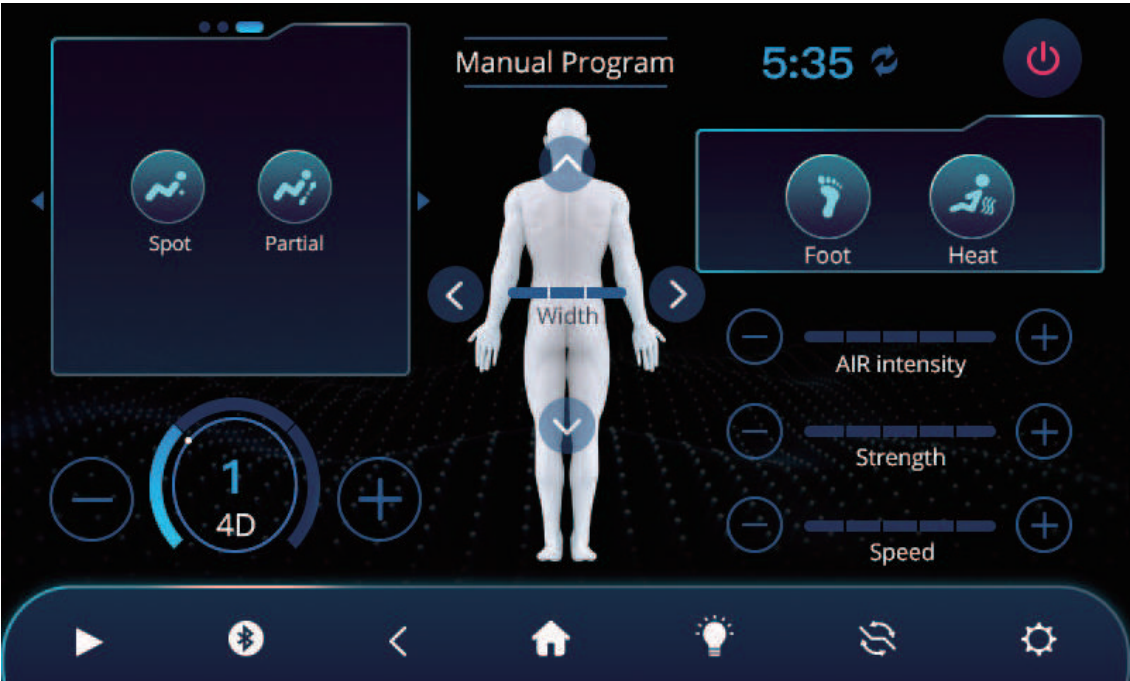 Manual Program
5:35
Spot
Partial
Foot
Heat
Width
AIR intensity
Strength
Speed
1
4D